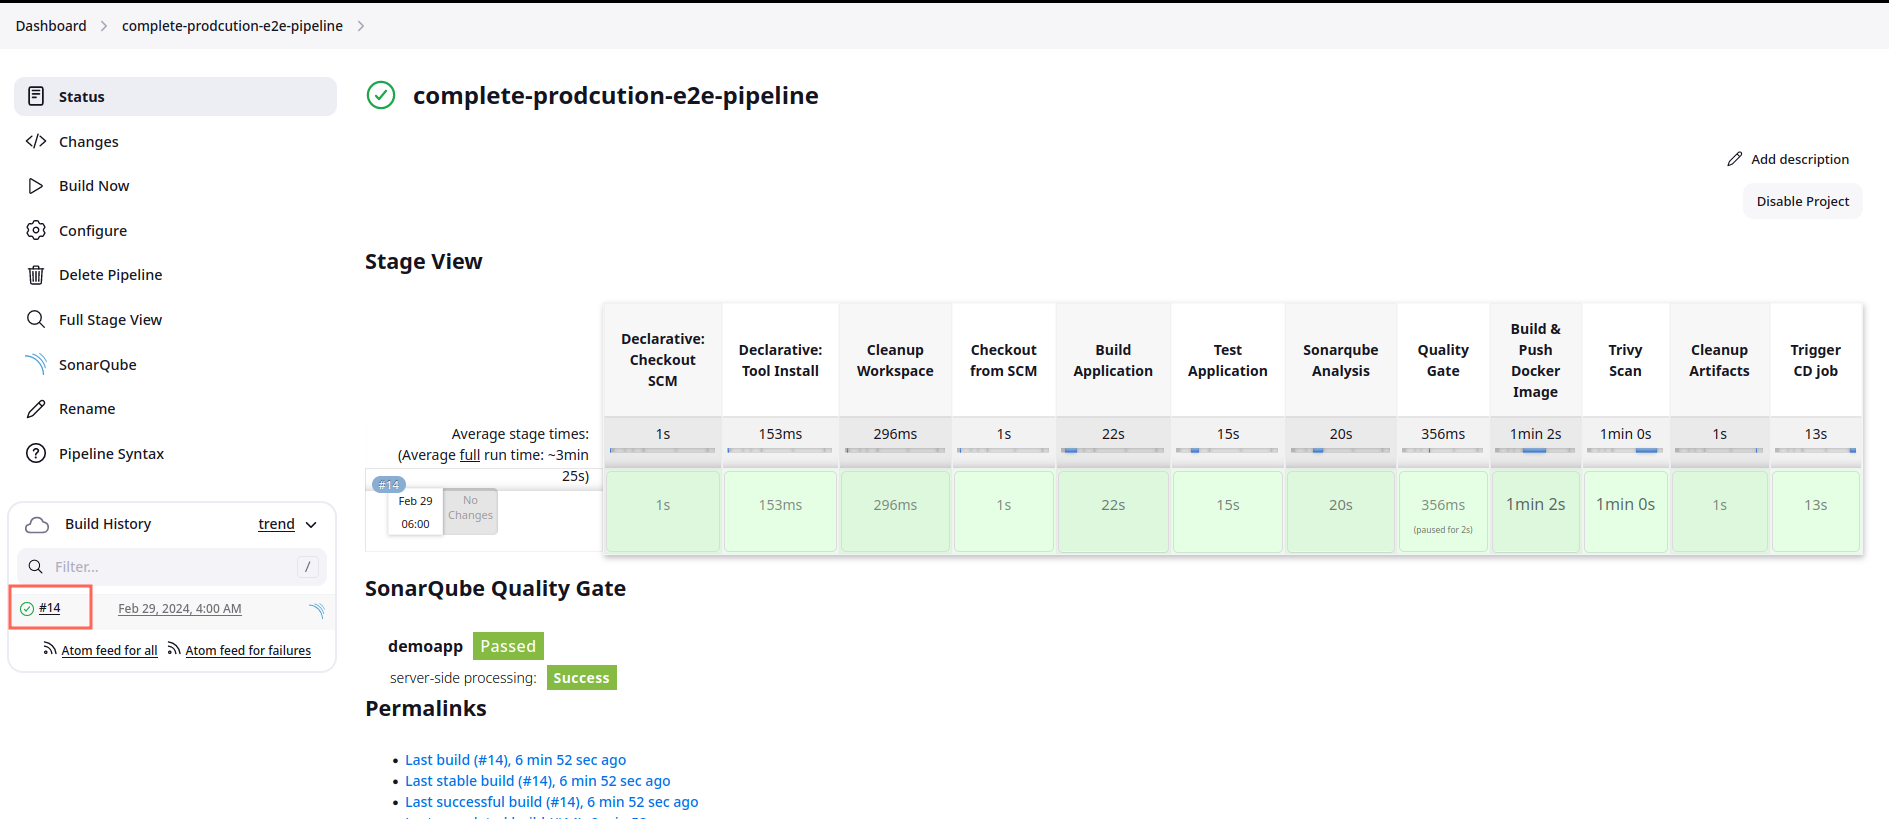 Dashboard
complete-prodcution-e2e-pipeline
Status
Changes
Build Now
Configure
Delete Pipeline
Full Stage View
SonarQube
Rename
Pipeline Syntax
Build History
trend
Filter...
/
#14
Feb 29, 2024, 4:00 AM
Atom feed for all
Atom feed for failures
complete-prodcution-e2e-pipeline
Add description
Disable Project
Stage View
Declarative:
Checkout
SCM
Declarative:
Tool Install
Cleanup
Workspace
Checkout
from SCM
Build
Application
Test
Application
Sonarqube
Analysis
Quality
Gate
Build &
Push
Docker
Image
Trivy
Scan
Cleanup
Artifacts
Trigger
CD job
Average stage times:
(Average full run time: ~3min
25s)
1s
153ms
296ms
1s
22s
15s
20s
356ms
1min 2s
1min 0s
1s
13s
#14
Feb 29
06:00
No
Changes
1s
153ms
296ms
1s
22s
15s
20s
356ms
(paused for 2s)
1min 2s
1min 0s
1s
13s
SonarQube Quality Gate
demoapp Passed
server-side processing: Success
Permalinks
Last build (#14), 6 min 52 sec ago
Last stable build (#14), 6 min 52 sec ago
Last successful build (#14), 6 min 52 sec ago